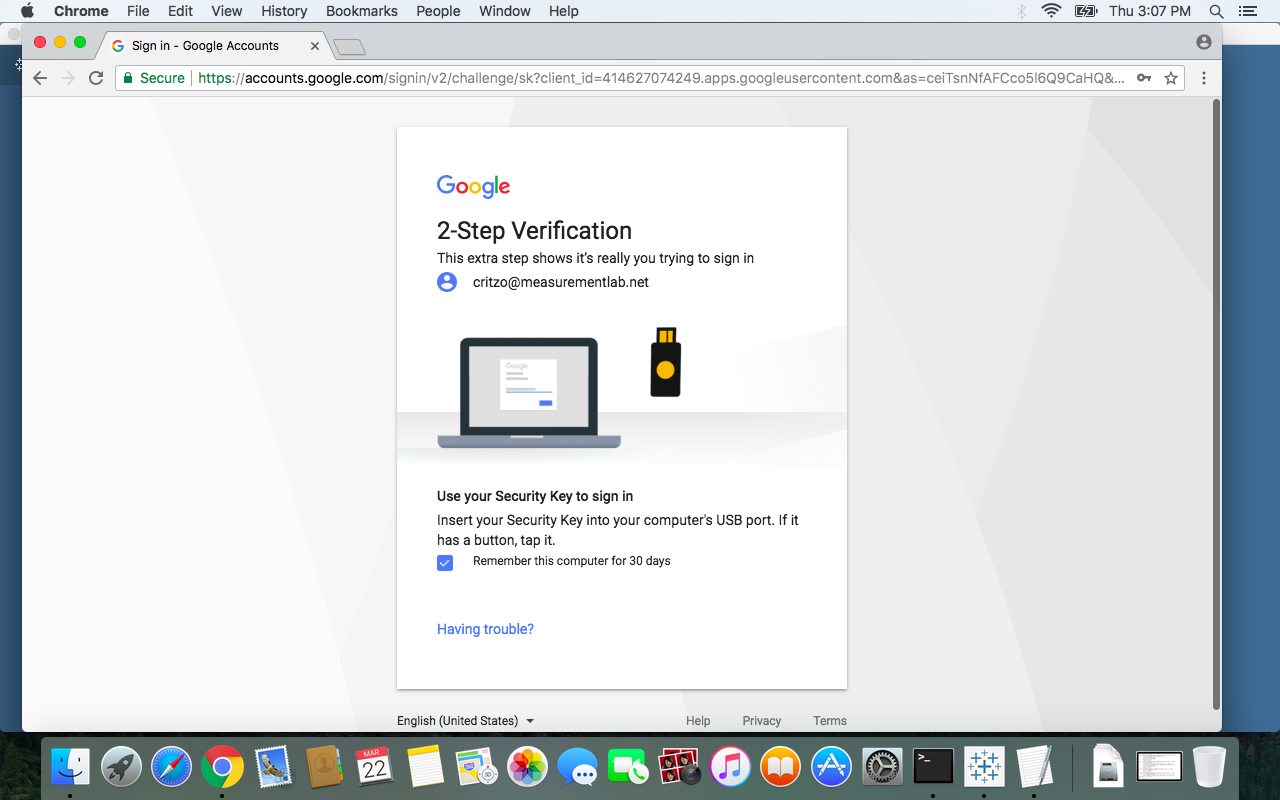 Chrome File Edit View History Bookmarks People Window Help Thu 3:07 PM
Sign in - Google Accounts
Secure https://accounts.google.com/signin/v2/challenge/sk?client_id=414627074249.apps.googleusercontent.com&as=ceiTsnNfAFCco5l6Q9CaHQ&...
Google
2-Step Verification
This extra step shows it's really you trying to sign in
critzo@measurementlab.net
Google
Use your Security Key to sign in
Insert your Security Key into your computer's USB port. If it
has a button, tap it.
Remember this computer for 30 days
Having trouble?
English (United States) Help Privacy Terms
MAR
22
30
>_